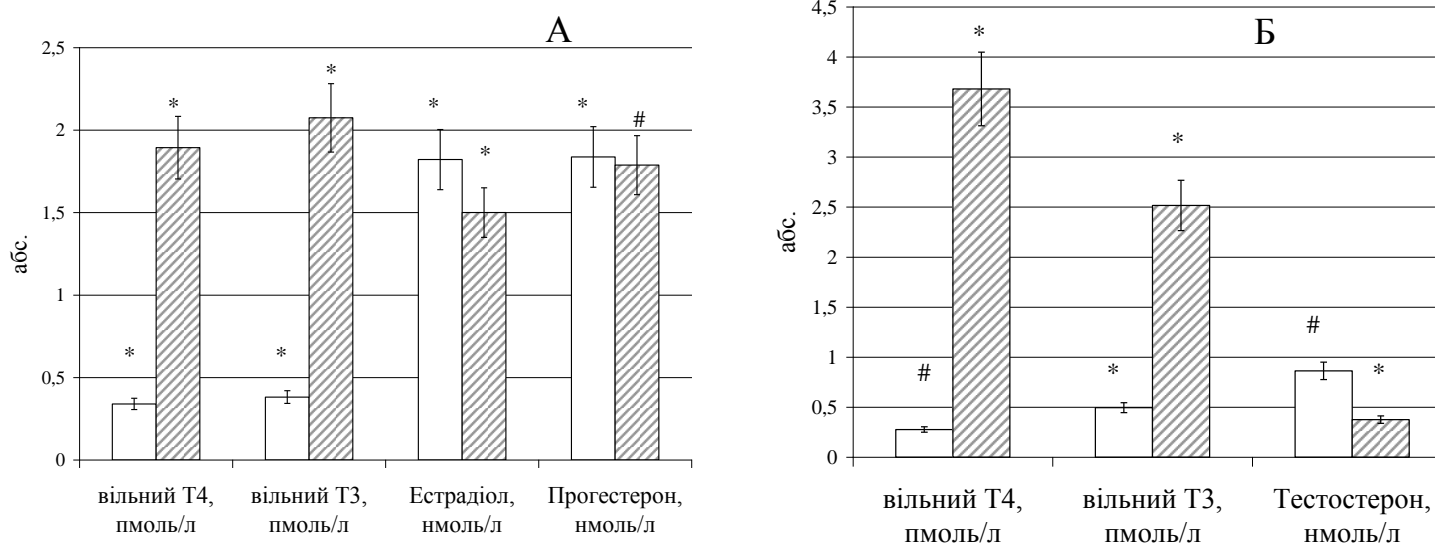 А
2,5
2
1,5
1
0,5
0
абс.
* * * * * * * #
вільний Т4,
пмоль/л
вільний Т3,
пмоль/л
Естрадіол,
нмоль/л
Прогестерон,
нмоль/л
Б
4,5
4
3,5
3
2,5
2
1,5
1
0,5
0
абс.
# * * * # *
вільний Т4,
пмоль/л
вільний Т3,
пмоль/л
Тестостерон,
нмоль/л